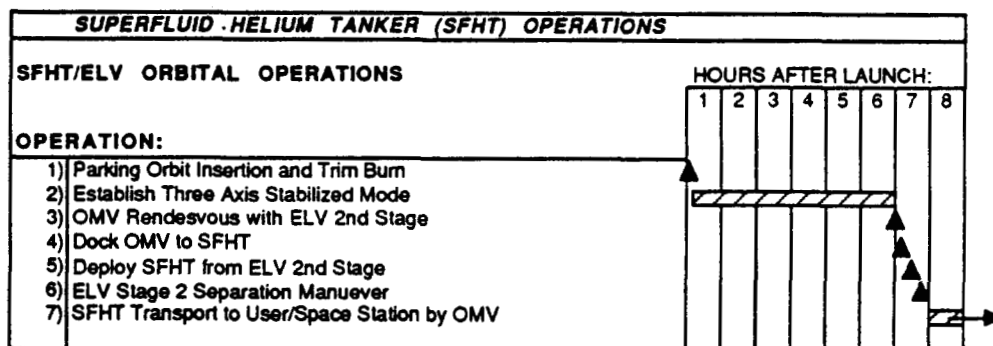 SUPERFLUID HELIUM TANKER (SFHT) OPERATIONS
SFHT/ELV ORBITAL OPERATIONS
HOURS AFTER LAUNCH:
1 2 3 4 5 6 7 8
OPERATION:
1) Parking Orbit Insertion and Trim Burn
2) Establish Three Axis Stabilized Mode
3) OMV Rendesvous with ELV 2nd Stage
4) Dock OMV to SFHT
5) Deploy SFHT from ELV 2nd Stage
6) ELV Stage 2 Separation Manuever
7) SFHT Transport to User/Space Station by OMV